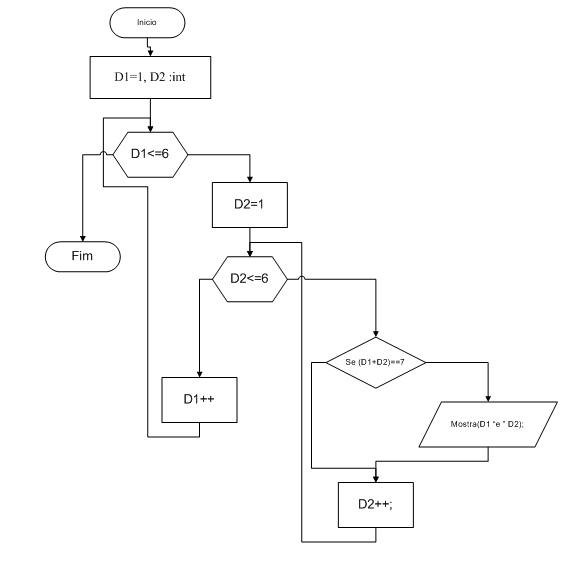 Inicio
D1=1, D2 :int
D1<=6
D2=1
Fim
D2<=6
Se (D1+D2)==7
D1++
Mostra(D1 "e " D2);
D2++;